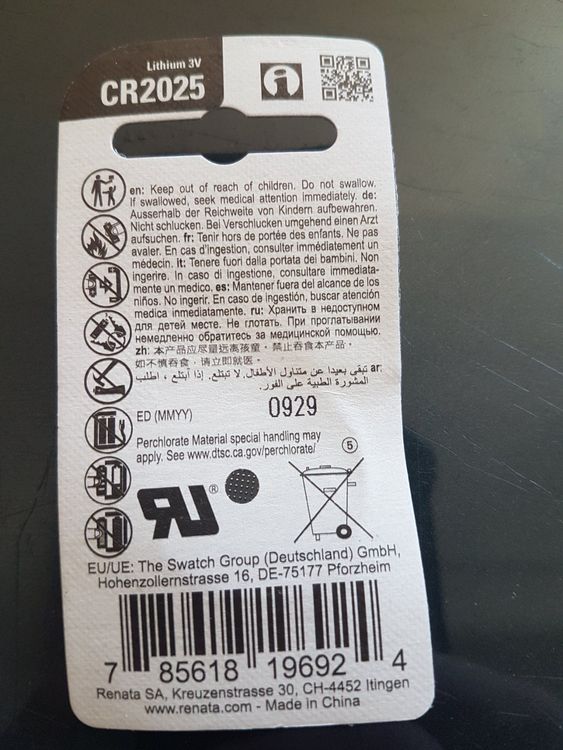 Lithium 3V
CR2025
en: Keep out of reach of children. Do not swallow.
If swallowed, seek medical attention immediately. de:
Ausserhalb der Reichweite von Kindern aufbewahren.
Nicht schlucken. Bei Verschlucken umgehend einen Arzt
aufsuchen. fr: Tenir hors de portée des enfants. Ne pas
avaler. En cas d'ingestion, consulter immédiatement un
médecin. it: Tenere fuori dalla portata dei bambini. Non
ingerire. In caso di ingestione, consultare immediata-
mente un medico. es: Mantener fuera del alcance de los
niños. No ingerir. En caso de ingestión, buscar atención
medica inmediatamente. ru: Хранить в недоступном
для детей месте. Не глотать. При проглатывании
немедленно обратитесь за медицинской помощью.
zh: 本产品应尽量远离孩童。禁止吞食本产品。
如不慎吞食，请立即就医。
ar: تبقى بعيدا عن متناول الأطفال. لا تبتلع. إذا أبتلع ، اطلب
المشورة الطبية على الفور.
ED (MMYY) 0929
Perchlorate Material special handling may
apply. See www.dtsc.ca.gov/perchlorate/
5
RU®
EU/UE: The Swatch Group (Deutschland) GmbH,
Hohenzollernstrasse 16, DE-75177 Pforzheim
7 85618 19692 4
Renata SA, Kreuzenstrasse 30, CH-4452 Itingen
www.renata.com - Made in China